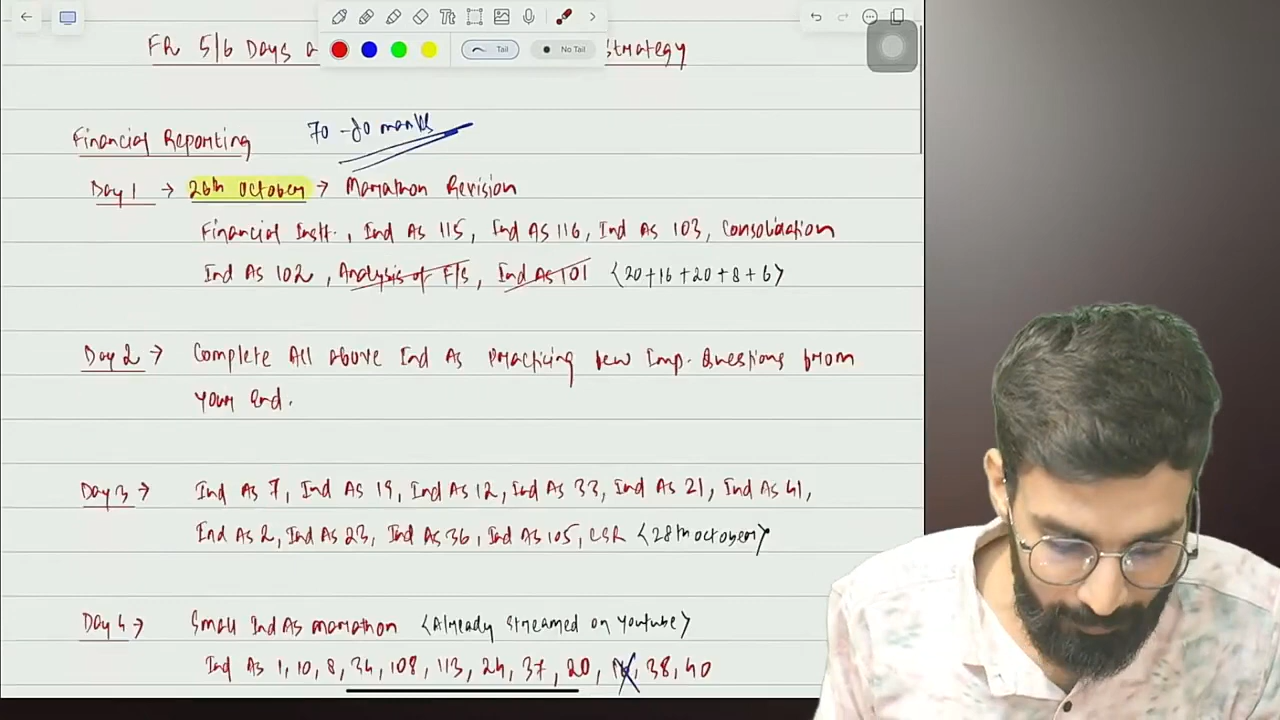 Tt
FR 5/6 Days a
Strategy
Tail
No Tail
Financial Reporting 70-80 marks
Day 1 → 26th October → Marathon Revision
Financial Instr., Ind As 115, Ind As 116, Ind As 103, Consolidation
Ind As 102, Analysis of F/s, Ind As 101 <20+16+20+8+6>
Day 2 → Complete All above Ind As Practicing few Imp. Questions from
your End.
Day 3 → Ind As 7, Ind As 19, Ind As 12, Ind As 33, Ind As 21, Ind As 41,
Ind As 2, Ind As 23, Ind As 36, Ind As 105, CSR <28th october>
Day 4 → Small Ind As marathon <Already streamed on Youtube>
Ind As 1, 10, 8, 34, 108, 113, 24, 37, 20, 38, 40